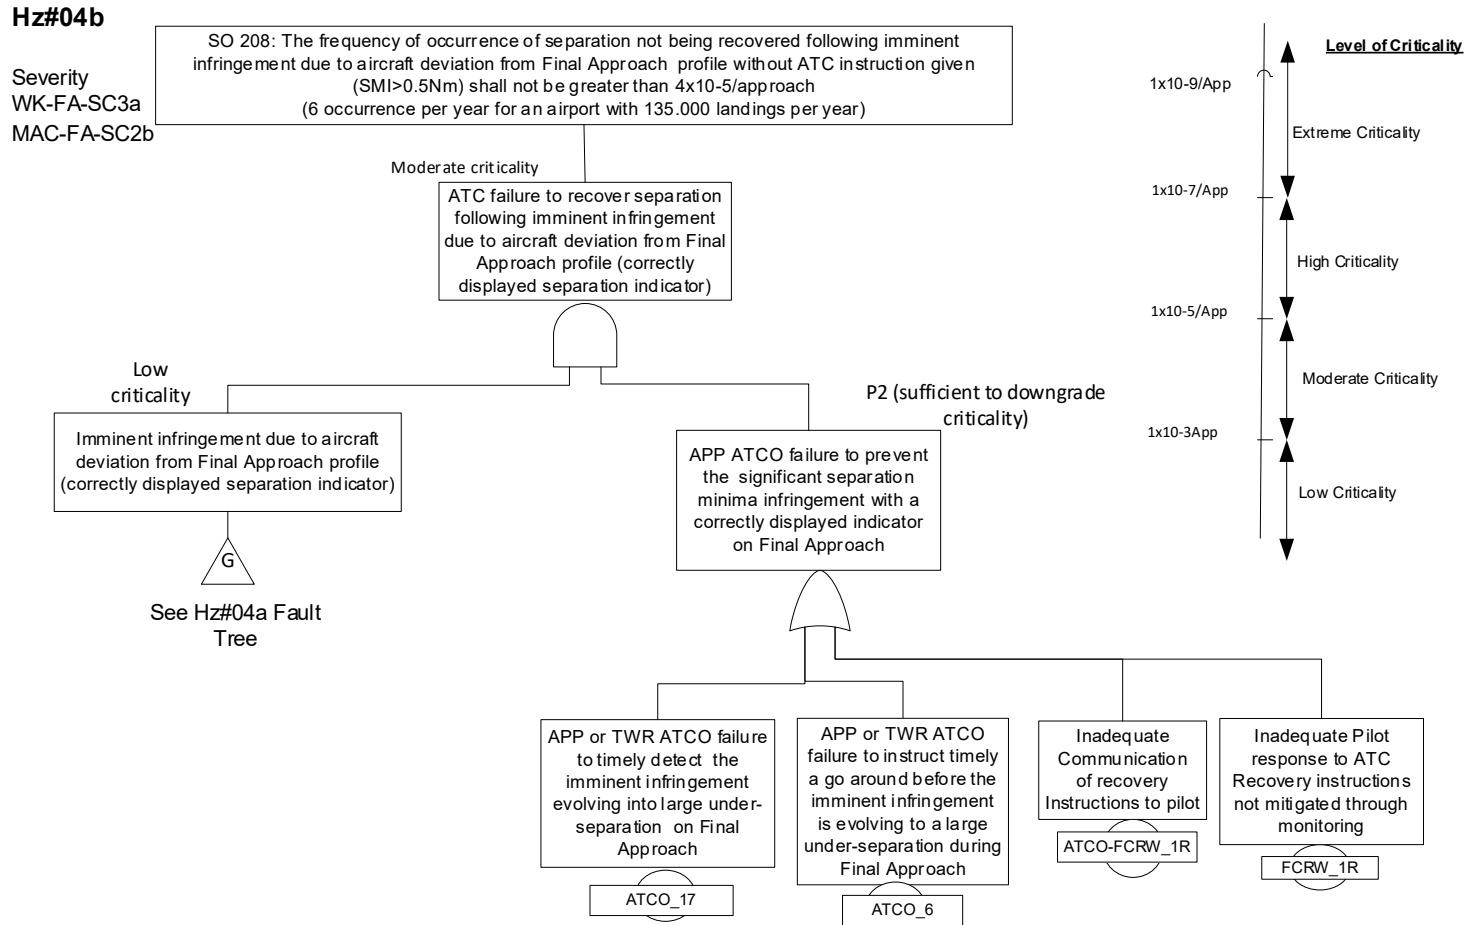 Hz#04b
Severity
WK-FA-SC3a
MAC-FA-SC2b
SO 208: The frequency of occurrence of separation not being recovered following imminent
infringement due to aircraft deviation from Final Approach profile without ATC instruction given
(SMI>0.5Nm) shall not be greater than 4x10-5/approach
(6 occurrence per year for an airport with 135.000 landings per year)
Level of Criticality
1x10-9/App
Extreme Criticality
1x10-7/App
High Criticality
1x10-5/App
Moderate Criticality
1x10-3App
Low Criticality
Moderate criticality
ATC failure to recover separation
following imminent infringement
due to aircraft deviation from Final
Approach profile (correctly
displayed separation indicator)
Low
criticality
Imminent infringement due to aircraft
deviation from Final Approach profile
(correctly displayed separation indicator)
G
See Hz#04a Fault
Tree
P2 (sufficient to downgrade
criticality)
APP ATCO failure to prevent
the significant separation
minima infringement with a
correctly displayed indicator
on Final Approach
APP or TWR ATCO failure
to timely detect the
imminent infringement
evolving into large under-
separation on Final
Approach
ATCO_17
APP or TWR ATCO
failure to instruct timely
a go around before the
imminent infringement
is evolving to a large
under-separation during
Final Approach
ATCO_6
Inadequate
Communication
of recovery
Instructions to pilot
ATCO-FCRW_1R
Inadequate Pilot
response to ATC
Recovery instructions
not mitigated through
monitoring
FCRW_1R